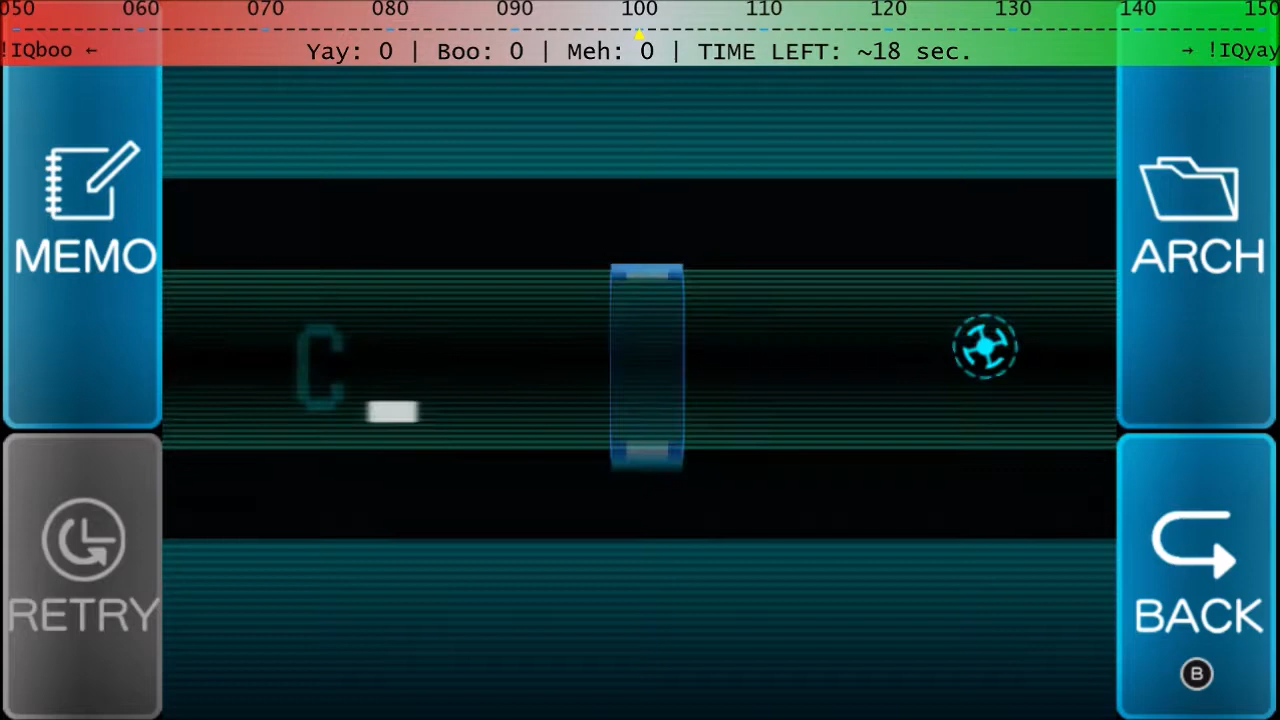 050 060 070 080 090 100 110 120 130 140 150
!IQboo ← Yay: 0 | Boo: 0 | Meh: 0 | TIME LEFT: ~18 sec. → !IQyay
MEMO
ARCH
C
RETRY
BACK
B